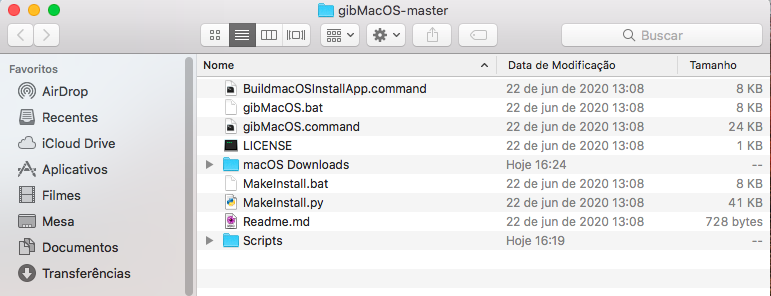 gibMacOS-master
Buscar
Favoritos
AirDrop
Recentes
iCloud Drive
Aplicativos
Filmes
Mesa
Documentos
Transferências
Nome Data de Modificação Tamanho
BuildmacOSInstallApp.command 22 de jun de 2020 13:08 8 KB
gibMacOS.bat 22 de jun de 2020 13:08 8 KB
gibMacOS.command 22 de jun de 2020 13:08 24 KB
LICENSE 22 de jun de 2020 13:08 1 KB
macOS Downloads Hoje 16:24 --
MakeInstall.bat 22 de jun de 2020 13:08 8 KB
MakeInstall.py 22 de jun de 2020 13:08 41 KB
Readme.md 22 de jun de 2020 13:08 728 bytes
Scripts Hoje 16:19 --